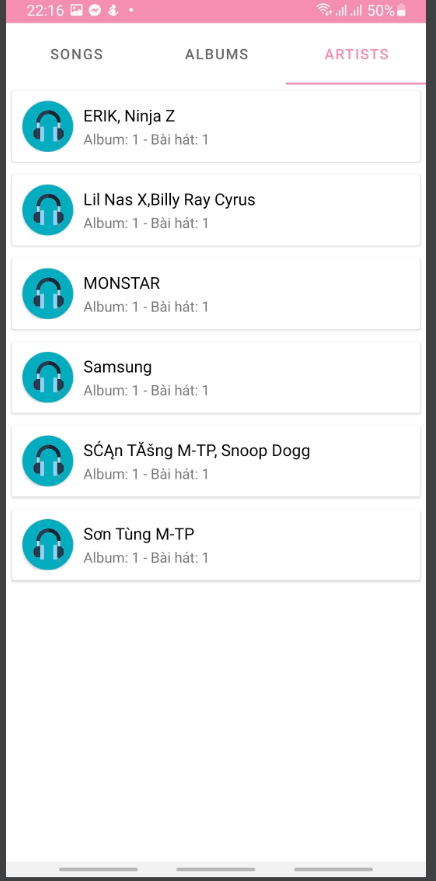 22:16 50%
SONGS ALBUMS ARTISTS
ERIK, Ninja Z
Album: 1 - Bài hát: 1
Lil Nas X,Billy Ray Cyrus
Album: 1 - Bài hát: 1
MONSTAR
Album: 1 - Bài hát: 1
Samsung
Album: 1 - Bài hát: 1
SĆĄn TĂšng M-TP, Snoop Dogg
Album: 1 - Bài hát: 1
Sơn Tùng M-TP
Album: 1 - Bài hát: 1